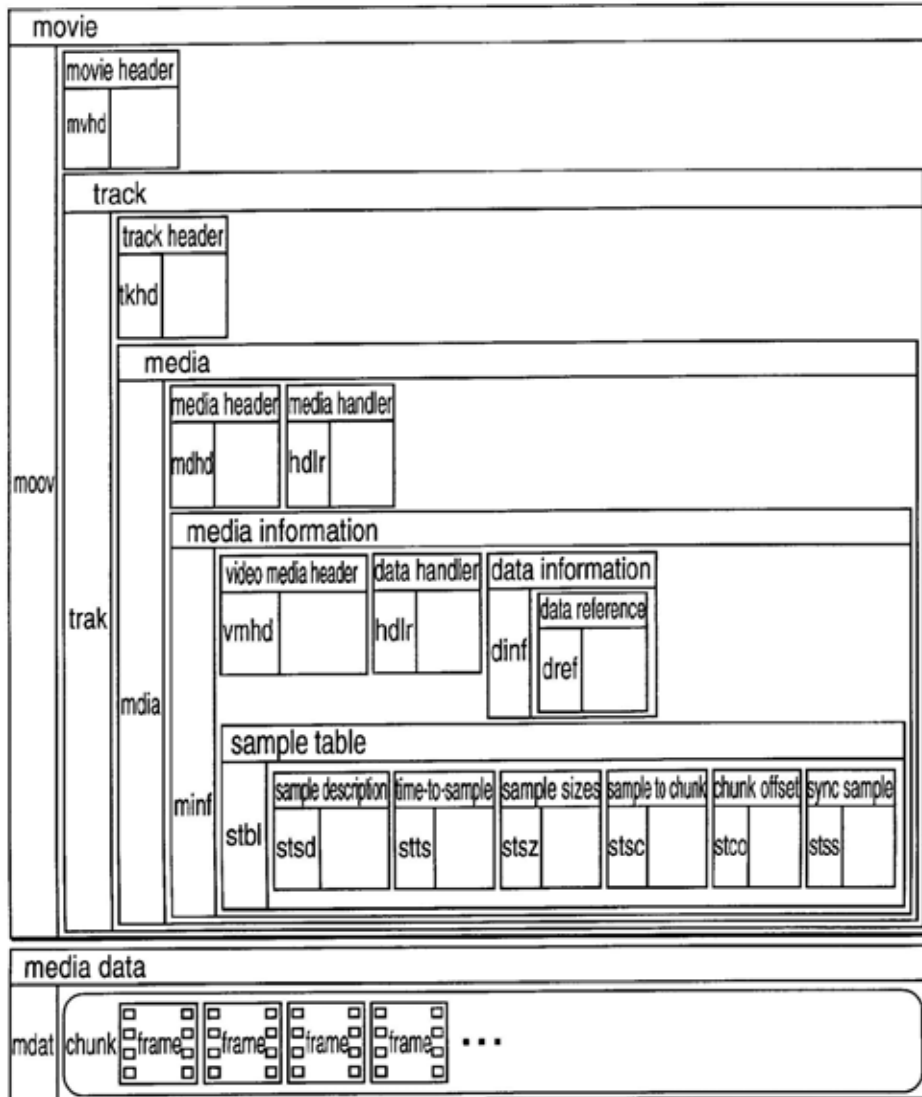 movie
movie header
mvhd
track
track header
tkhd
media
media header media handler
mdhd hdlr
moov
media information
video media header data handler data information
data reference
trak
vmhd hdlr dinf
dref
mdia
sample table
sample description time-to-sample sample sizes sample to chunk chunk offset sync sample
minf
stbl stsd stts stsz stsc stco stss
media data
mdat chunk frame frame frame frame ...